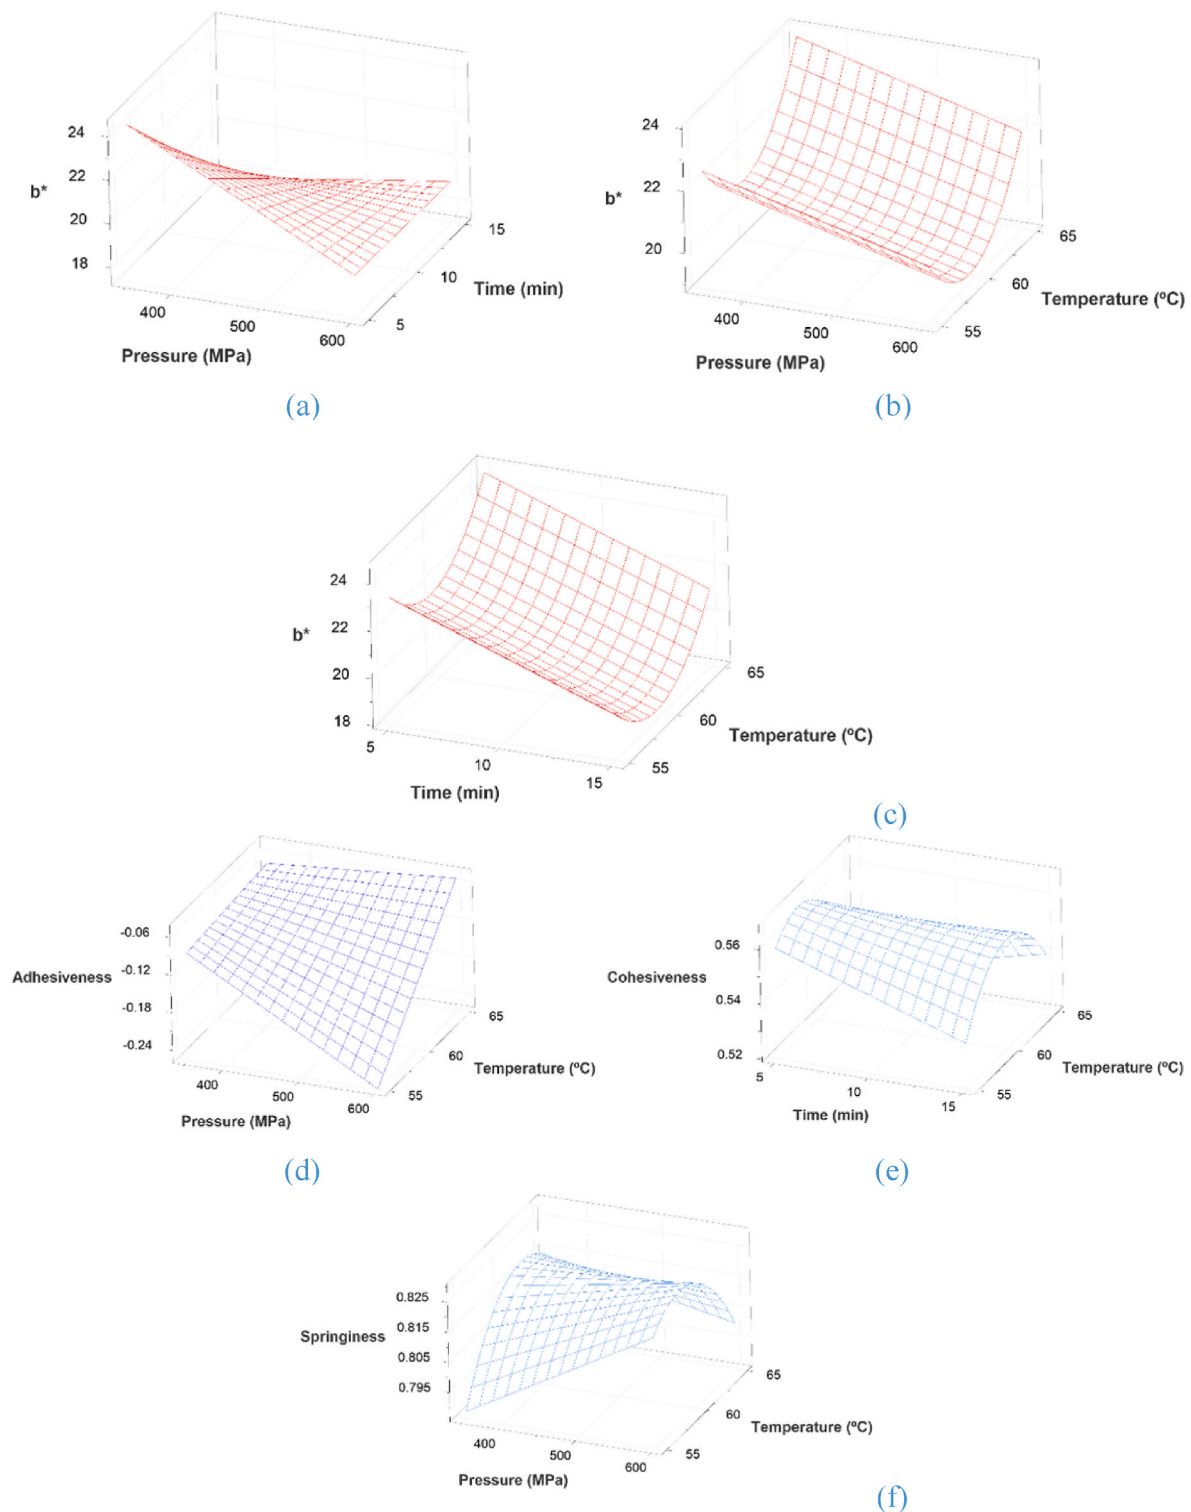 24
22
b*
20
18
400
500
600
Pressure (MPa)
5
10
15
Time (min)
(a)
24
22
b*
20
400
500
600
Pressure (MPa)
55
60
65
Temperature (ºC)
(b)
24
22
b*
20
18
5
10
15
Time (min)
55
60
65
Temperature (ºC)
(c)
-0.06
-0.12
Adhesiveness
-0.18
-0.24
400
500
600
Pressure (MPa)
55
60
65
Temperature (ºC)
(d)
0.56
Cohesiveness
0.54
0.52
5
10
15
Time (min)
55
60
65
Temperature (ºC)
(e)
0.825
0.815
Springiness
0.805
0.795
400
500
600
Pressure (MPa)
55
60
65
Temperature (ºC)
(f)